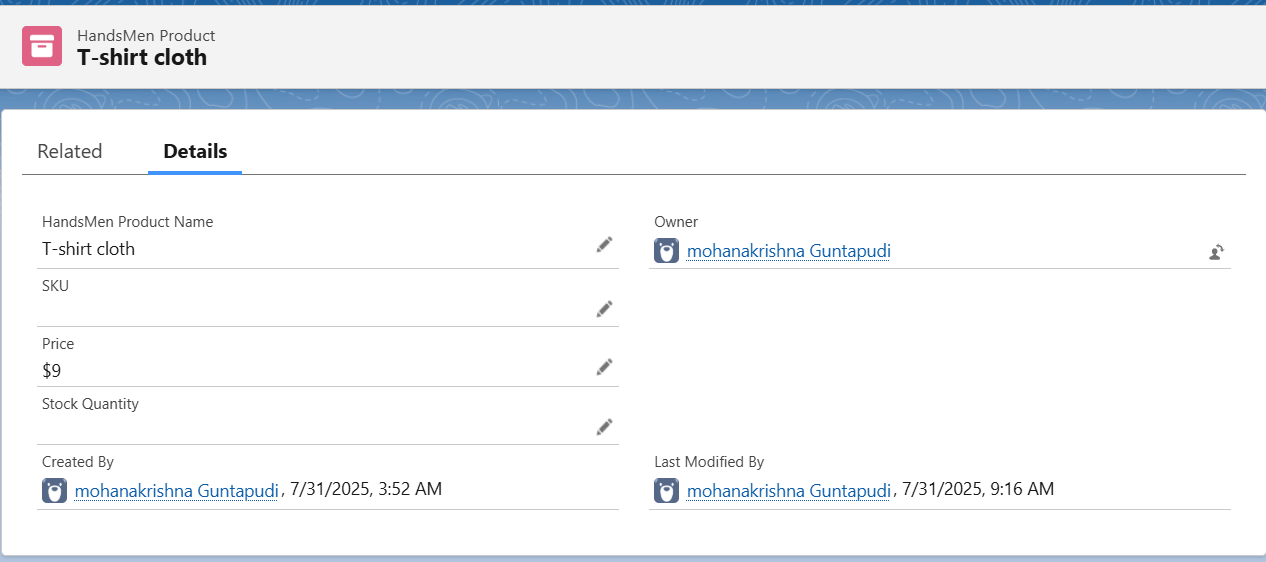 HandsMen Product
T-shirt cloth
Related Details
HandsMen Product Name
T-shirt cloth
Owner
mohanakrishna Guntapudi
SKU
Price
$9
Stock Quantity
Created By
mohanakrishna Guntapudi, 7/31/2025, 3:52 AM
Last Modified By
mohanakrishna Guntapudi, 7/31/2025, 9:16 AM